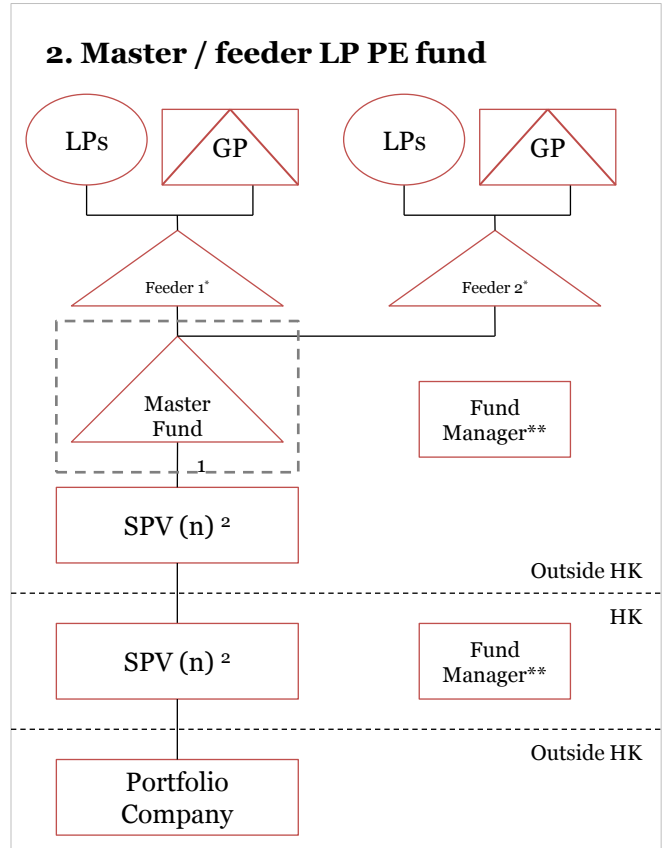 2. Master / feeder LP PE fund
LPs
GP
LPs
GP
Feeder 1*
Feeder 2*
Master
Fund
Fund
Manager**
1
SPV (n) ²
Outside HK
HK
SPV (n) ²
Fund
Manager**
Outside HK
Portfolio
Company